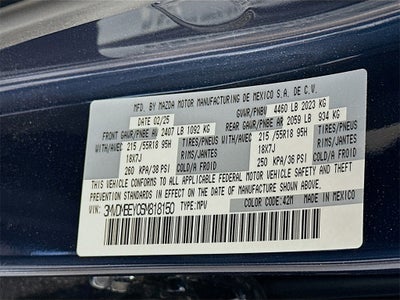 MFD. BY MAZDA MOTOR MANUFACTURING DE MEXICO S.A. DE C.V.
DATE 02/25 GVWR/PNBV 4460 LB 2023 KG
FRONT GAWR/PNBE AV 2407 LB 1092 KG REAR GAWR/PNBE AR 2059 LB 934 KG
WITH/AVEC 215/55R18 95H TIRES/PNEUS WITH/AVEC 215/55R18 95H TIRES/PNEUS
18X7J RIMS/JANTES 18X7J RIMS/JANTES
260 KPA/38 PSI COLD/A FROID 250 KPA/36 PSI COLD/A FROID
THIS VEHICLE CONFORMS TO ALL APPLICABLE FEDERAL MOTOR VEHICLE SAFETY AND THEFT PREVENTION
STANDARDS IN EFFECT ON THE DATE OF MANUFACTURE SHOWN ABOVE.
VIN: TYPE:MPV COLOR CODE:42M MADE IN MEXICO